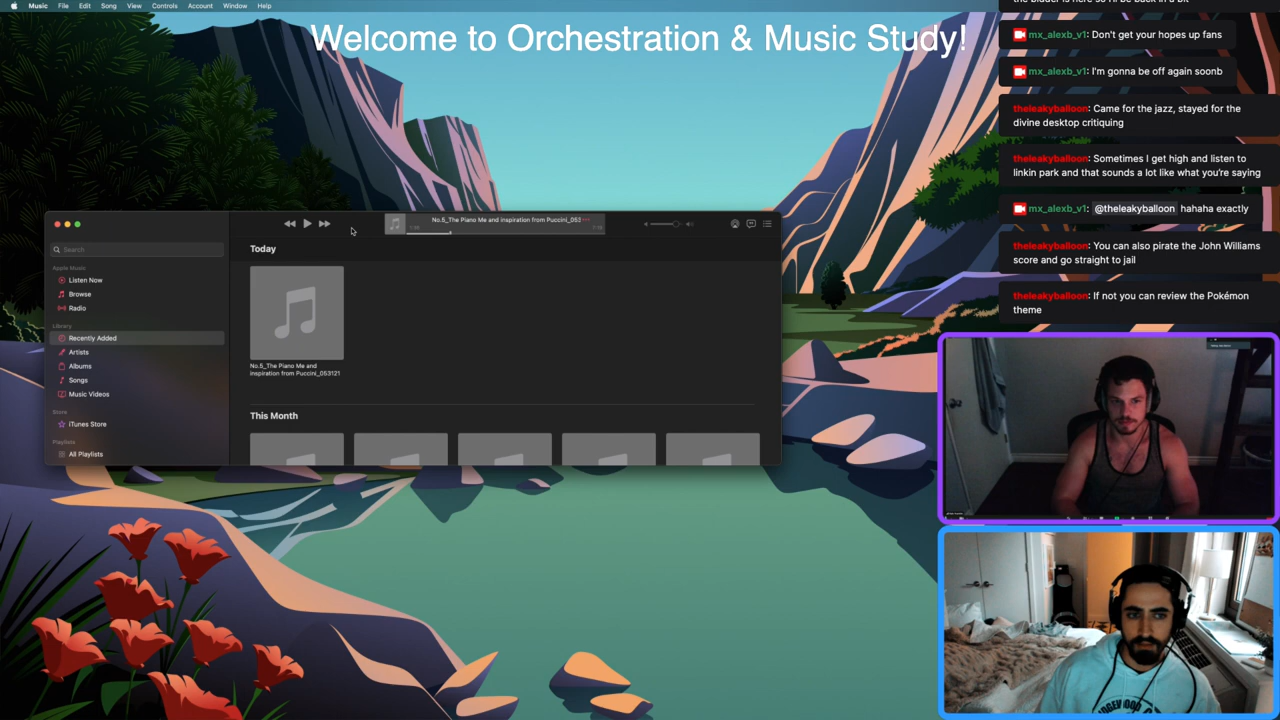 Music File Edit Song View Controls Account Window Help
Welcome to Orchestration & Music Study!
mx_alexb_v1: Don't get your hopes up fans
mx_alexb_v1: I'm gonna be off again soonb
theleakyballoon: Came for the jazz, stayed for the
divine desktop critiquing
theleakyballoon: Sometimes I get high and listen to
linkin park and that sounds a lot like what you're saying
mx_alexb_v1: @theleakyballoon hahaha exactly
theleakyballoon: You can also pirate the John Williams
score and go straight to jail
theleakyballoon: If not you can review the Pokémon
theme
No.5_The Piano Me and inspiration from Puccini_053
Search
Apple Music
Listen Now
Browse
Radio
Library
Recently Added
Artists
Albums
Songs
Music Videos
Store
iTunes Store
Playlists
All Playlists
Today
No.5_The Piano Me and
inspiration from Puccini_053121
This Month